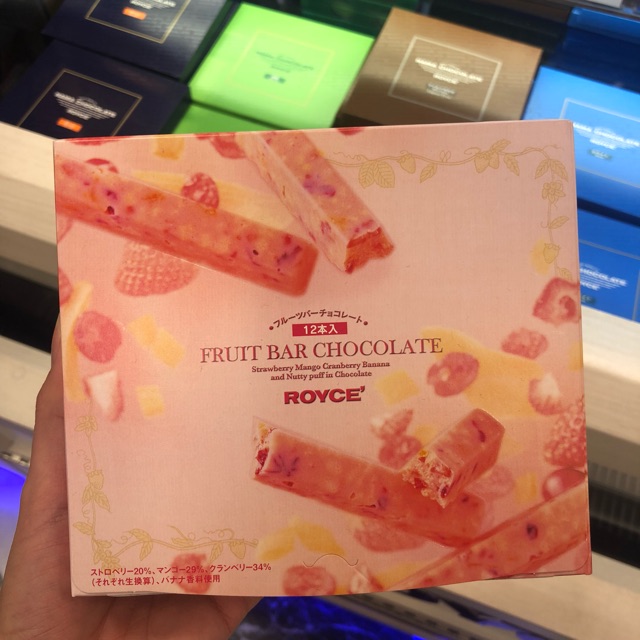 フルーツバーチョコレート
12本入
FRUIT BAR CHOCOLATE
Strawberry Mango Cranberry Banana
and Nutty puff in Chocolate
ROYCE'
ストロベリー20%、マンゴー29%、クランベリー34%
(それぞれ生換算)、バナナ香料使用